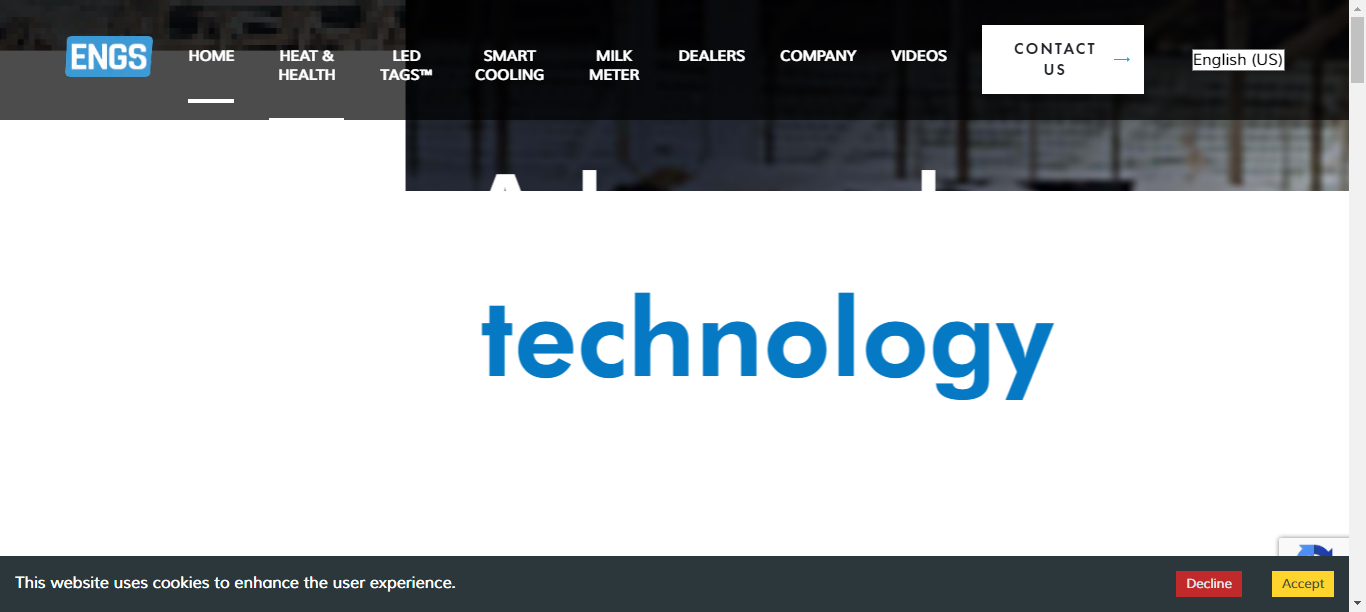 ENGS
HOME
HEAT &
HEALTH
LED
TAGS™
SMART
COOLING
MILK
METER
DEALERS
COMPANY
VIDEOS
CONTACT
US
English (US)
technology
This website uses cookies to enhance the user experience.
Decline
Accept